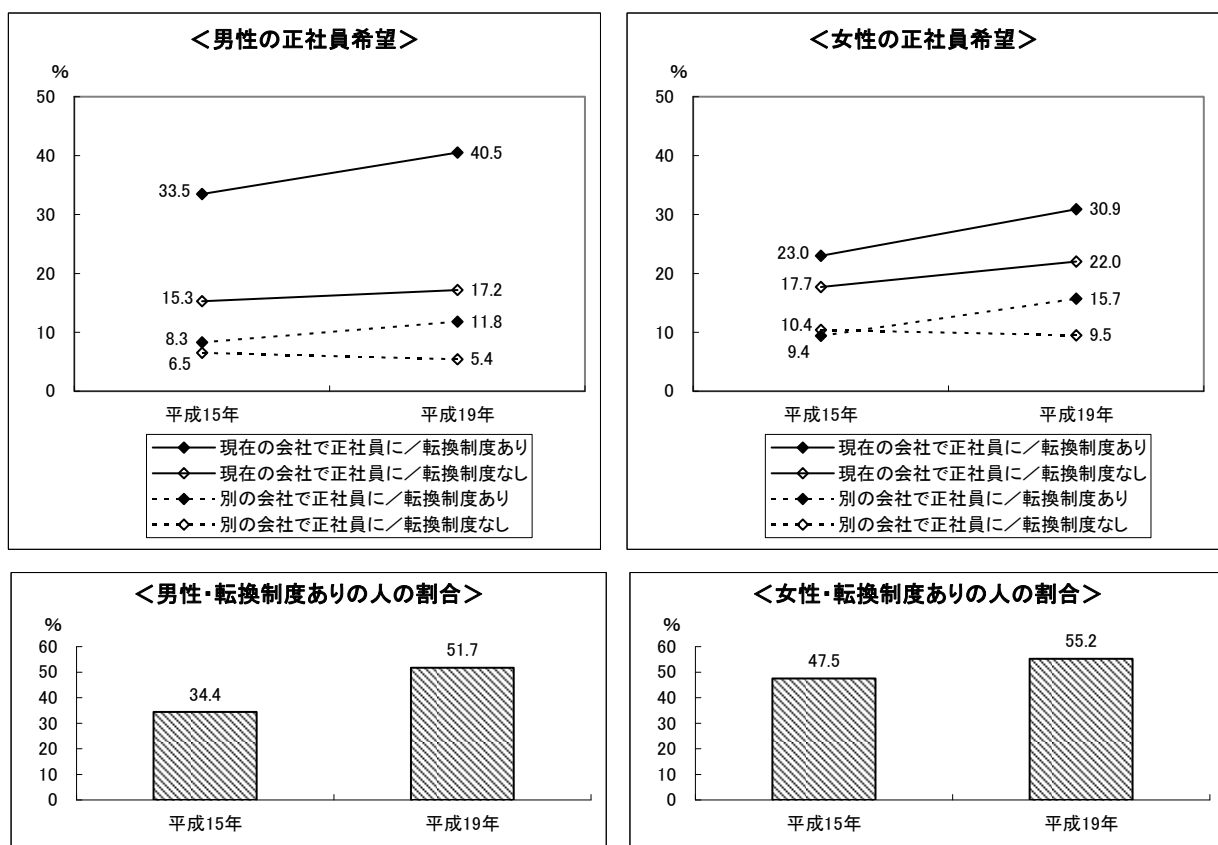 ＜男性の正社員希望＞
%
50
40
30
20
10
0
33.5
40.5
15.3
17.2
8.3
11.8
6.5
5.4
平成15年
平成19年
現在の会社で正社員に／転換制度あり
現在の会社で正社員に／転換制度なし
別の会社で正社員に／転換制度あり
別の会社で正社員に／転換制度なし
＜女性の正社員希望＞
%
50
40
30
20
10
0
23.0
30.9
17.7
22.0
10.4
15.7
9.4
9.5
平成15年
平成19年
現在の会社で正社員に／転換制度あり
現在の会社で正社員に／転換制度なし
別の会社で正社員に／転換制度あり
別の会社で正社員に／転換制度なし
＜男性・転換制度ありの人の割合＞
%
60
50
40
30
20
10
0
34.4
51.7
平成15年
平成19年
＜女性・転換制度ありの人の割合＞
%
60
50
40
30
20
10
0
47.5
55.2
平成15年
平成19年